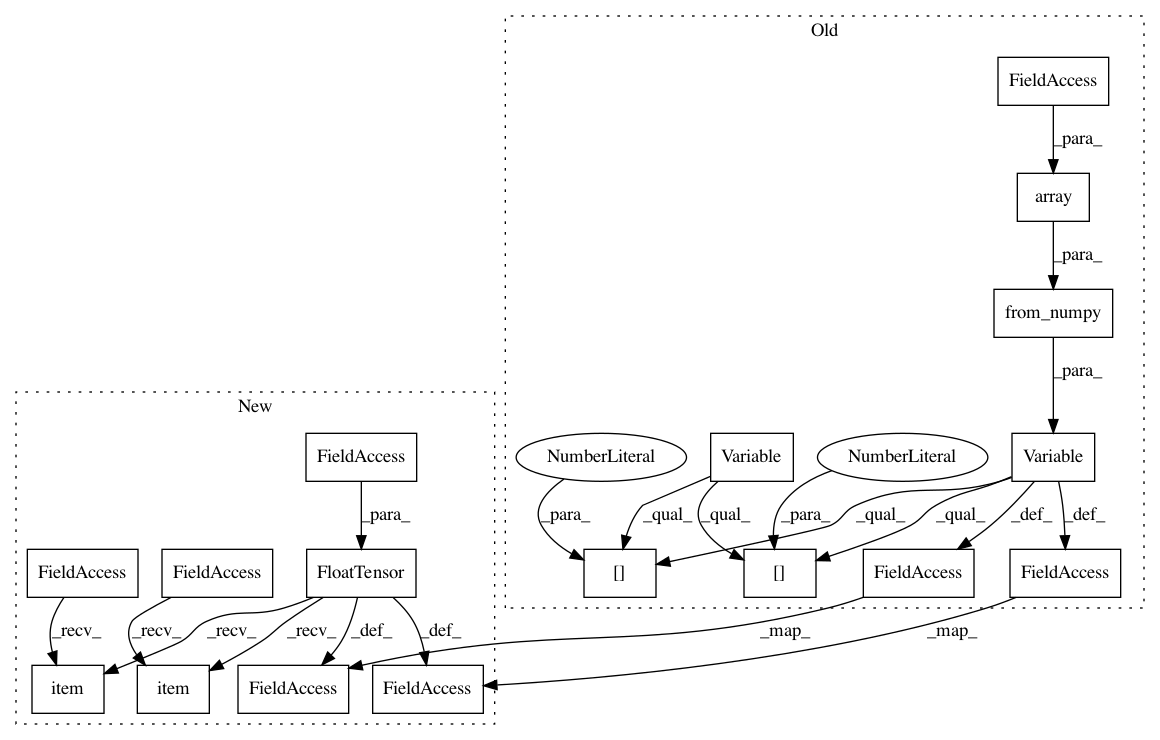 Old
FieldAccess
_para_
array
_para_
from_numpy
_para_
New
FieldAccess
NumberLiteral
Variable
NumberLiteral
Variable
_para_
_para_
_qual_
_qual_
_para_
_qual_
_qual_
_def_
_def_
FieldAccess
FieldAccess
FloatTensor
[]
[]
FieldAccess
FieldAccess
_recv_
_recv_
_recv_
_recv_
_def_
_def_
_map_
_map_
item
item
FieldAccess
FieldAccess